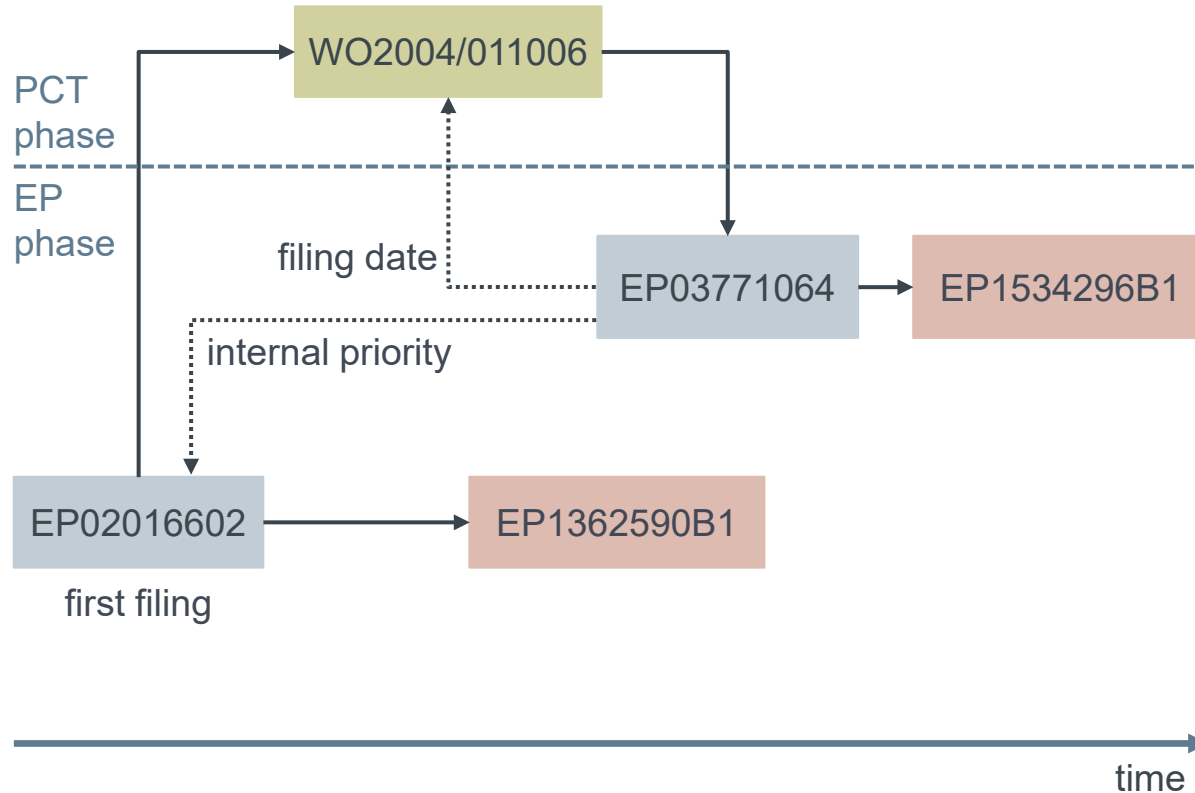 WO2004/011006
PCT
phase
EP
phase
filing date
EP03771064
EP1534296B1
internal priority
EP02016602
EP1362590B1
first filing
time